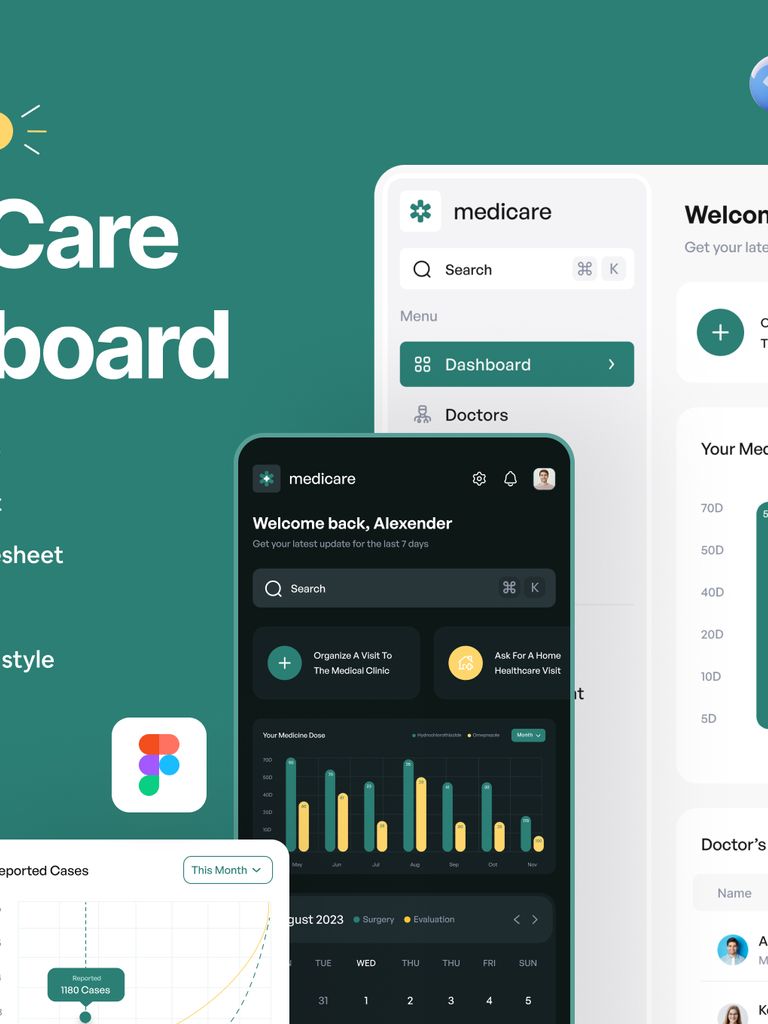 Care
board
esheet
style
medicare
Search
⌘ K
Menu
Dashboard
Doctors
Welcon
Get your late
Your Med
70D
50D
40D
20D
10D
5D
Doctor's
Name
medicare
Welcome back, Alexender
Get your latest update for the last 7 days
Search
⌘ K
Organize A Visit To
The Medical Clinic
Ask For A Home
Healthcare Visit
Your Medicine Dose
Hydrochlorothiazide
Omeprazole
Month
70D
50D
40D
20D
10D
May Jun Jul Aug Sep Oct Nov
gust 2023
Surgery
Evaluation
TUE WED THU THU FRI SUN
31 1 2 3 4 5
eported Cases
This Month
Reported
1180 Cases